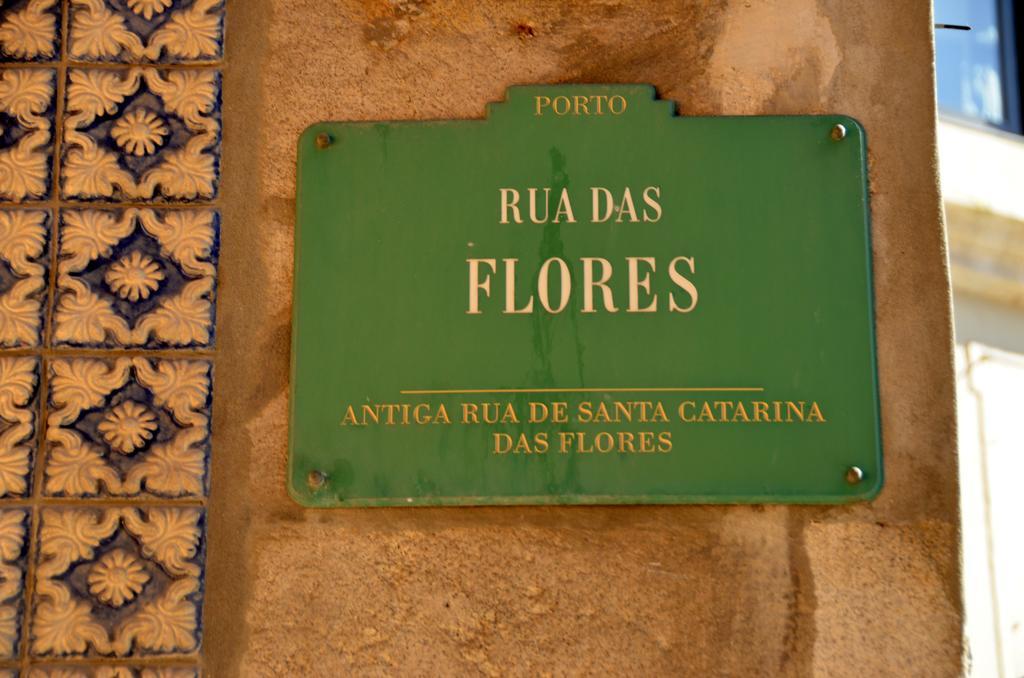 PORTO
RUA DAS
FLORES
ANTIGA RUA DE SANTA CATARINA
DAS FLORES